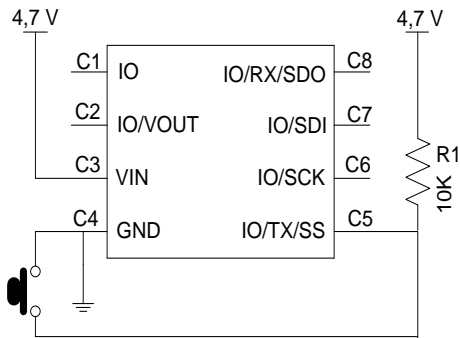 4,7 V
4,7 V
C1 IO
IO/RX/SDO C8
C2 IO/VOUT
IO/SDI C7
C3 VIN
IO/SCK C6
C4 GND
IO/TX/SS C5
R1
10K